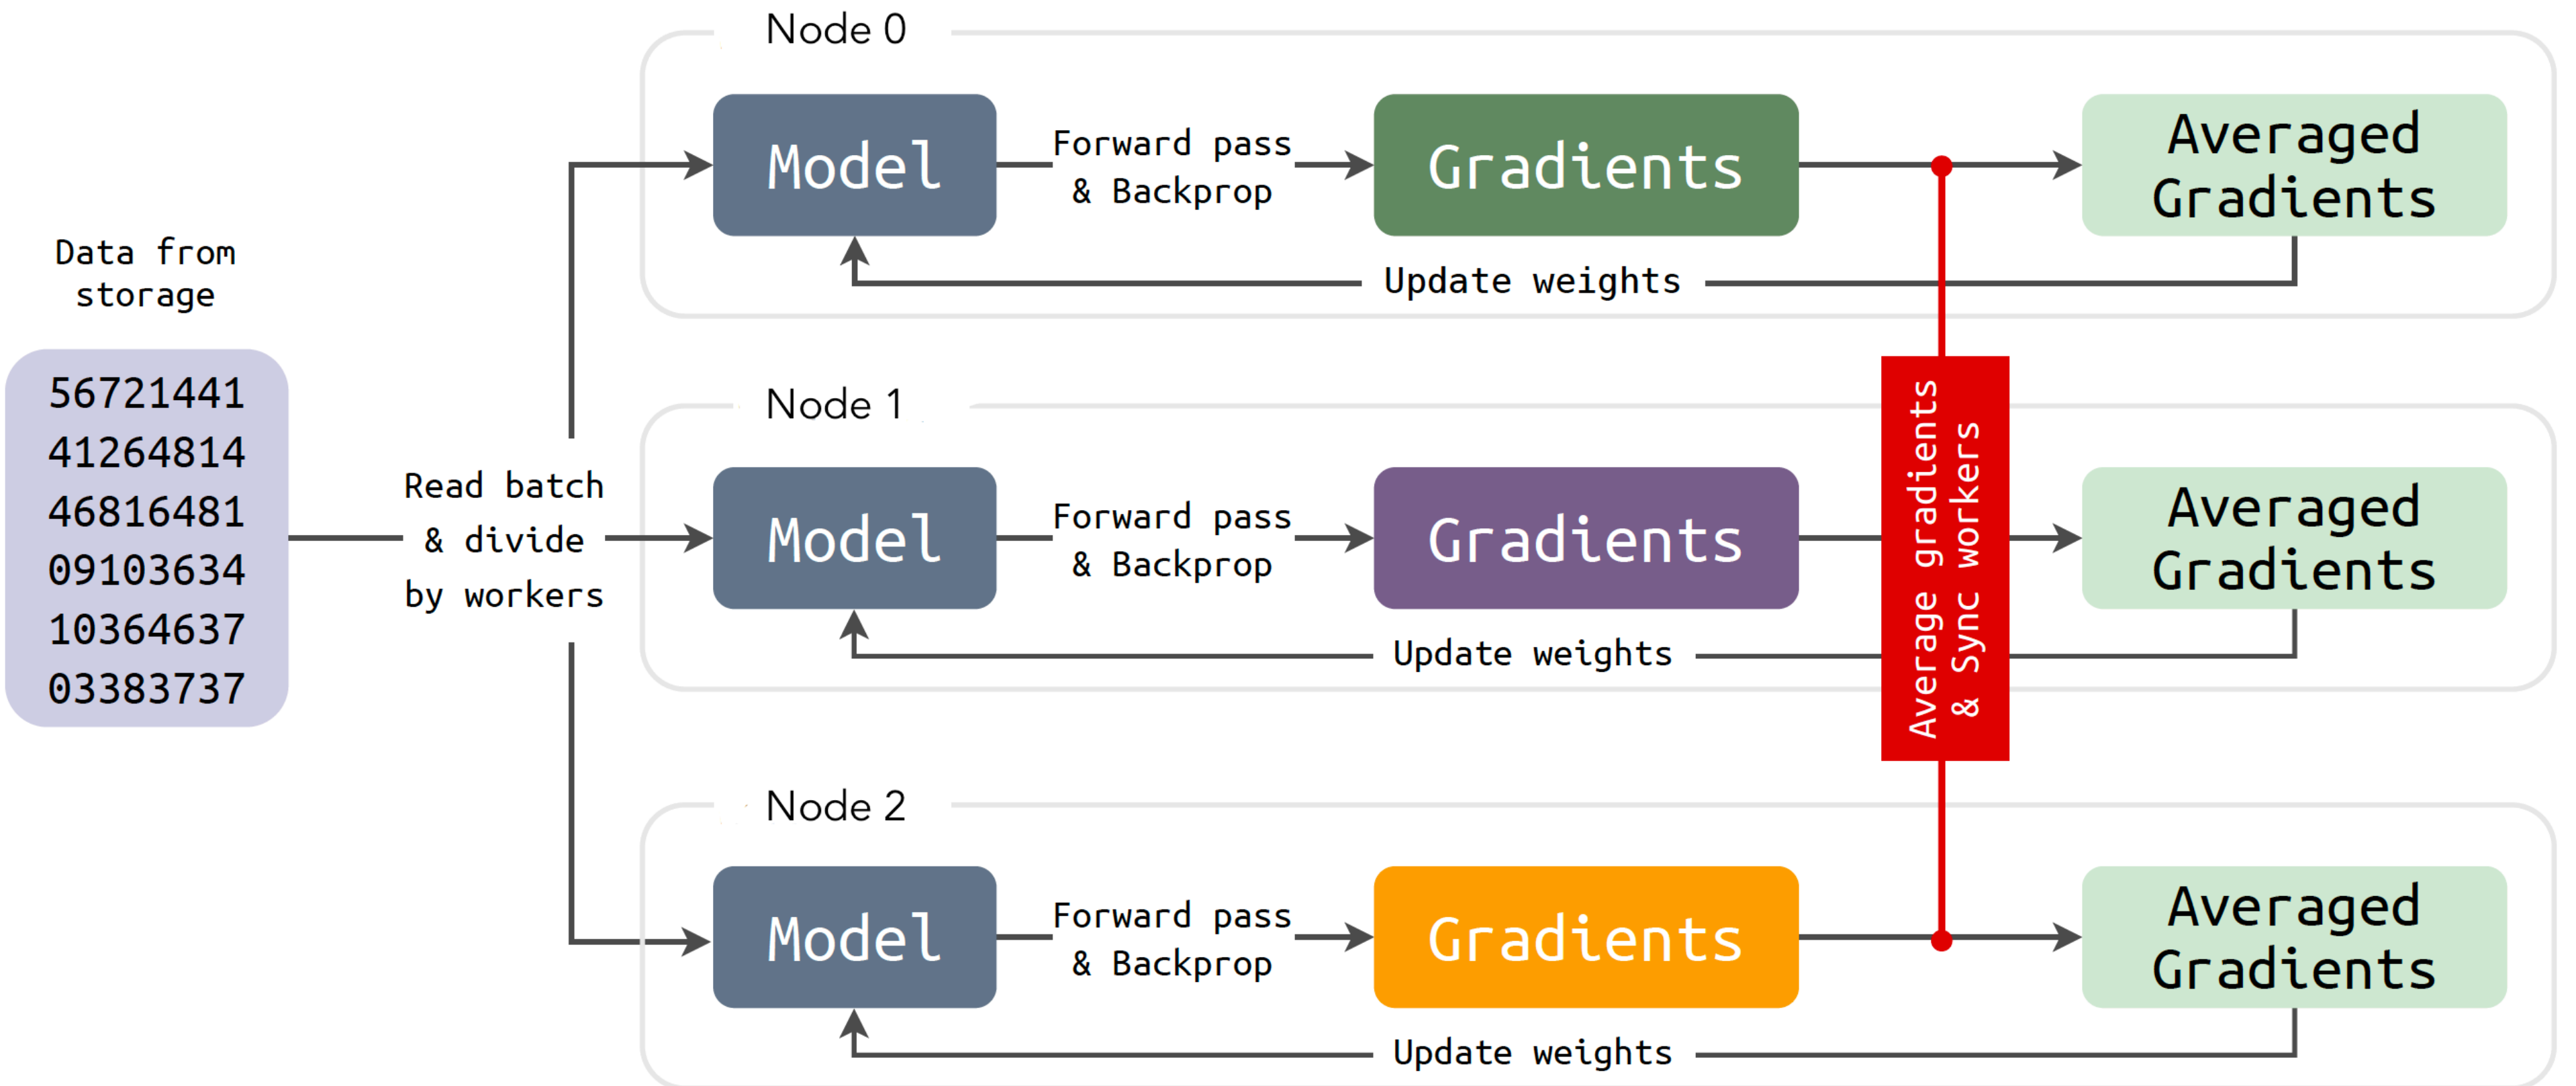 Data from
storage
56721441
41264814
46816481
09103634
10364637
03383737
Read batch
& divide
by workers
Node 0
Model
Forward pass
& Backprop
Gradients
Averaged
Gradients
Update weights
Node 1
Model
Forward pass
& Backprop
Gradients
Average gradients
& Sync workers
Averaged
Gradients
Update weights
Node 2
Model
Forward pass
& Backprop
Gradients
Averaged
Gradients
Update weights